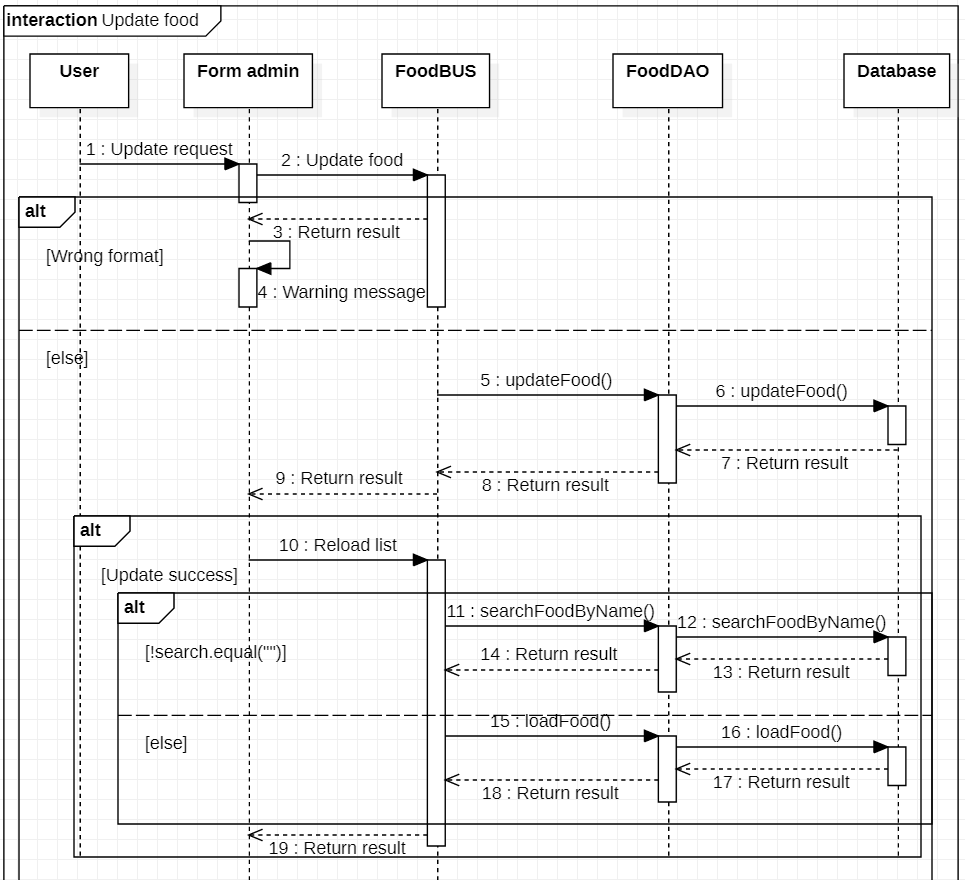 interaction Update food
User
Form admin
FoodBUS
FoodDAO
Database
1 : Update request
2 : Update food
alt
3 : Return result
[Wrong format]
4 : Warning message
[else]
5 : updateFood()
6 : updateFood()
7 : Return result
8 : Return result
9 : Return result
alt
10 : Reload list
[Update success]
alt
11 : searchFoodByName()
12 : searchFoodByName()
[!search.equal("")]
14 : Return result
13 : Return result
15 : loadFood()
16 : loadFood()
[else]
17 : Return result
18 : Return result
19 : Return result